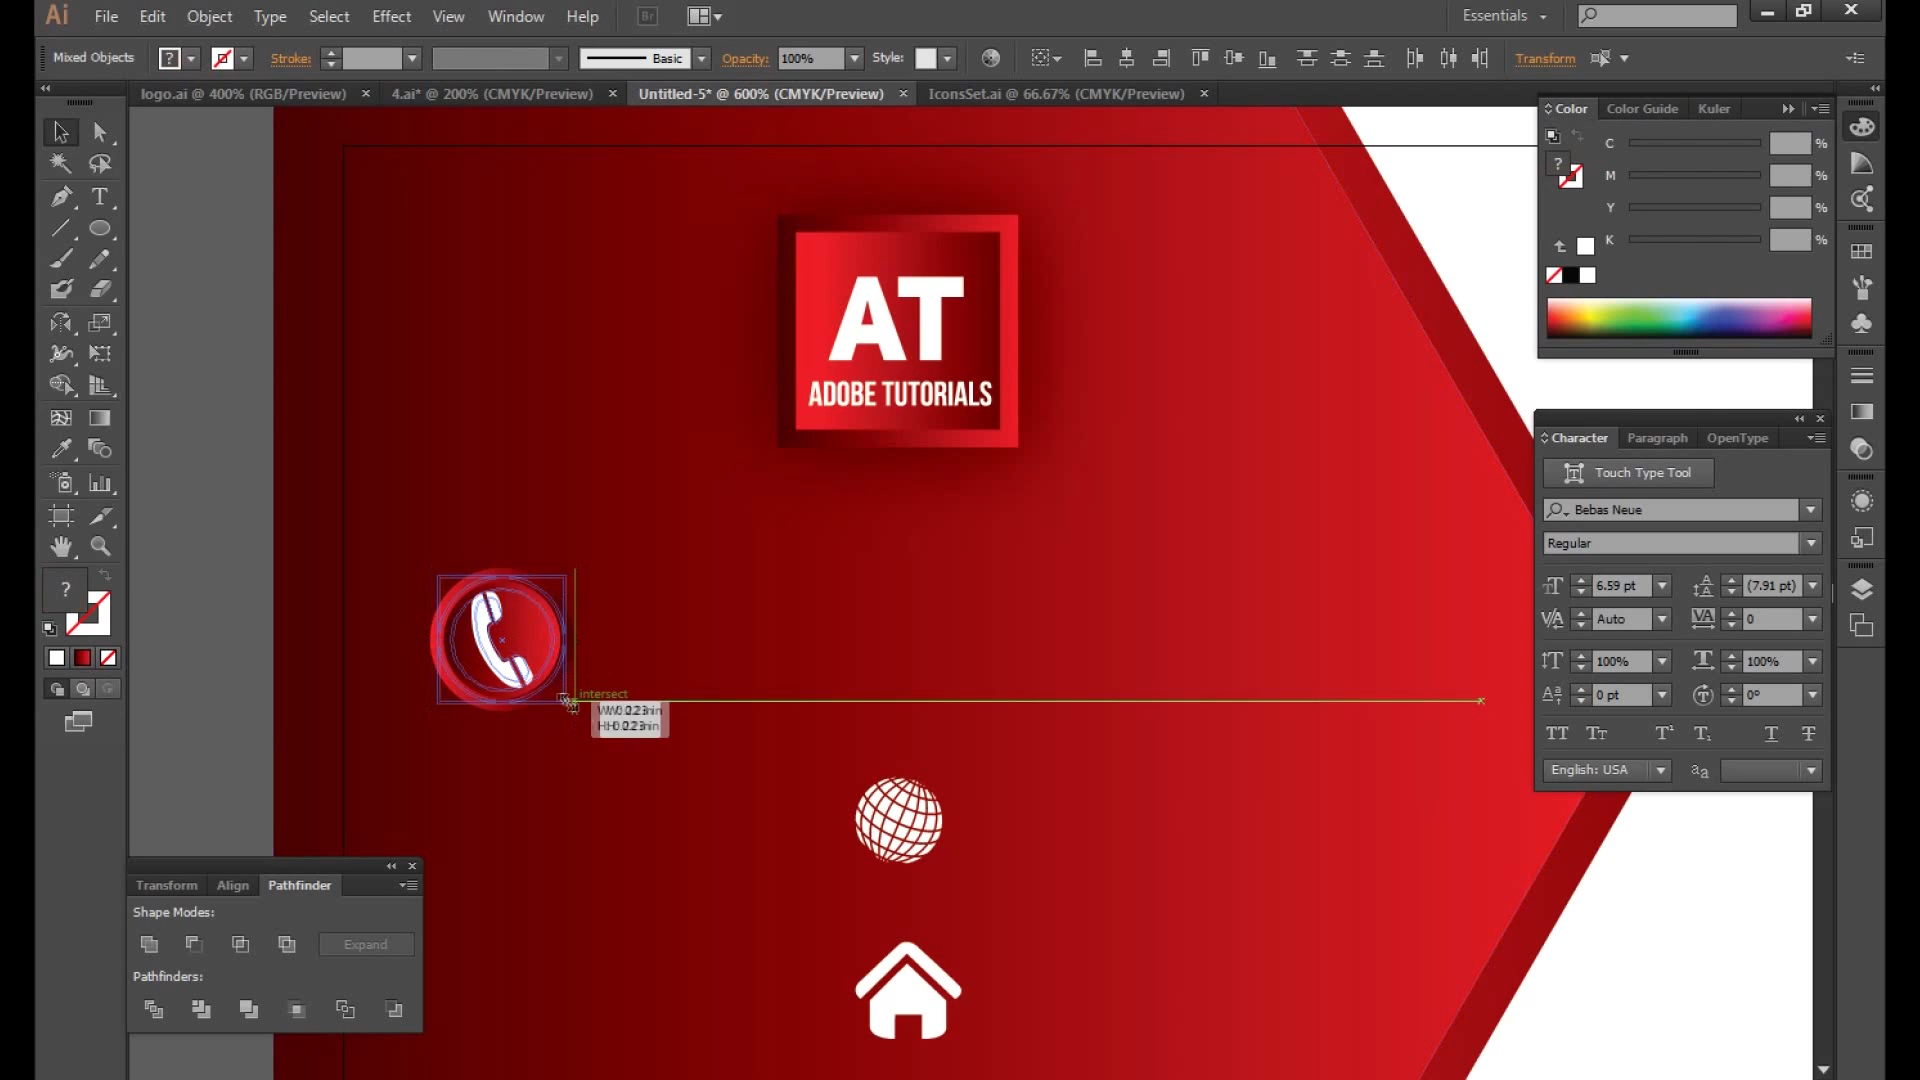 Ai File Edit Object Type Select Effect View Window Help Br Essentials
Mixed Objects ? Stroke: Basic Opacity: 100% Style: Transform
logo.ai @ 400% (RGB/Preview) × 4.ai* @ 200% (CMYK/Preview) × Untitled-5* @ 600% (CMYK/Preview) × IconsSet.ai @ 66.67% (CMYK/Preview) ×
Color Color Guide Kuler
C %
M %
Y %
K %
?
AT
ADOBE TUTORIALS
Character Paragraph OpenType
Touch Type Tool
Bebas Neue
Regular
6.59 pt (7.91 pt)
Auto 0
100% 100%
0 pt 0°
English: USA
intersect
?
Transform Align Pathfinder
Shape Modes:
Expand
Pathfinders: